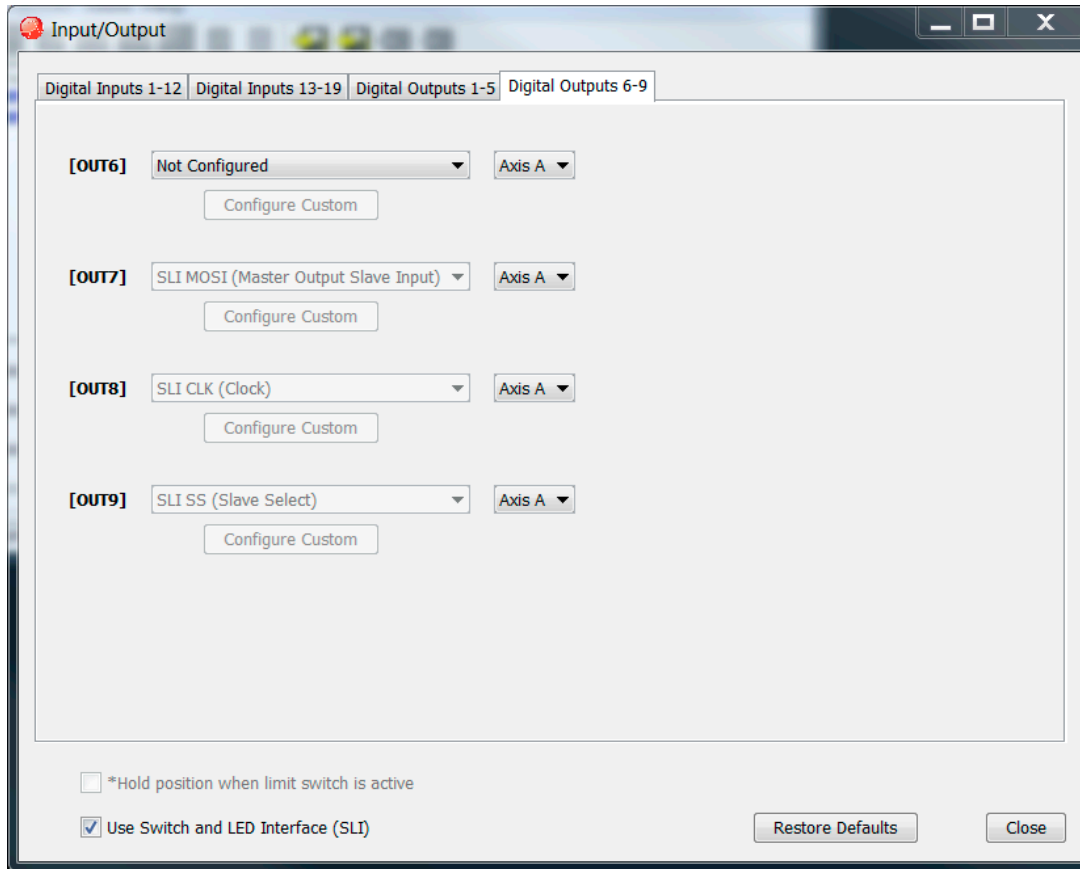 Input/Output
Digital Inputs 1-12 Digital Inputs 13-19 Digital Outputs 1-5 Digital Outputs 6-9
[OUT6] Not Configured Axis A
Configure Custom
[OUT7] SLI MOSI (Master Output Slave Input) Axis A
Configure Custom
[OUT8] SLI CLK (Clock) Axis A
Configure Custom
[OUT9] SLI SS (Slave Select) Axis A
Configure Custom
*Hold position when limit switch is active
Use Switch and LED Interface (SLI) Restore Defaults Close